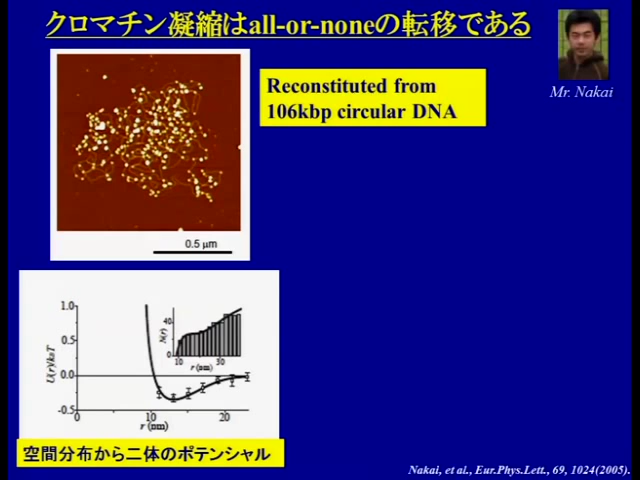 クロマチン凝縮はall-or-noneの転移である
Reconstituted from
106kbp circular DNA
Mr. Nakai
0.5 μm
1.0
0.5
0.0
-0.5
U(r)/kBT
0
10
20
r (nm)
40
0
N(r)
10
30
r (nm)
空間分布から二体のポテンシャル
Nakai, et al., Eur.Phys.Lett., 69, 1024(2005).